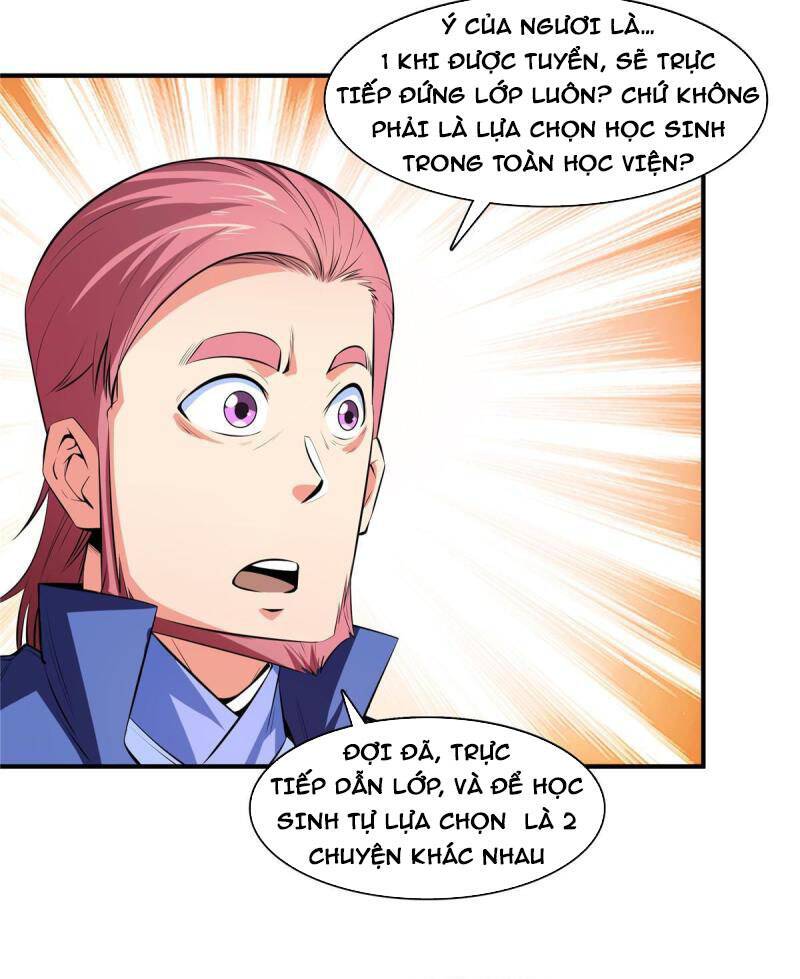 Ý CỦA NGƯƠI LÀ...
1 KHI ĐƯỢC TUYỂN, SẼ TRỰC
TIẾP ĐỨNG LỚP LUÔN? CHỨ KHÔNG
PHẢI LÀ LỰA CHỌN HỌC SINH
TRONG TOÀN HỌC VIỆN?
ĐỢI ĐÃ, TRỰC
TIẾP DẪN LỚP, VÀ ĐỂ HỌC
SINH TỰ LỰA CHỌN LÀ 2
CHUYỆN KHÁC NHAU